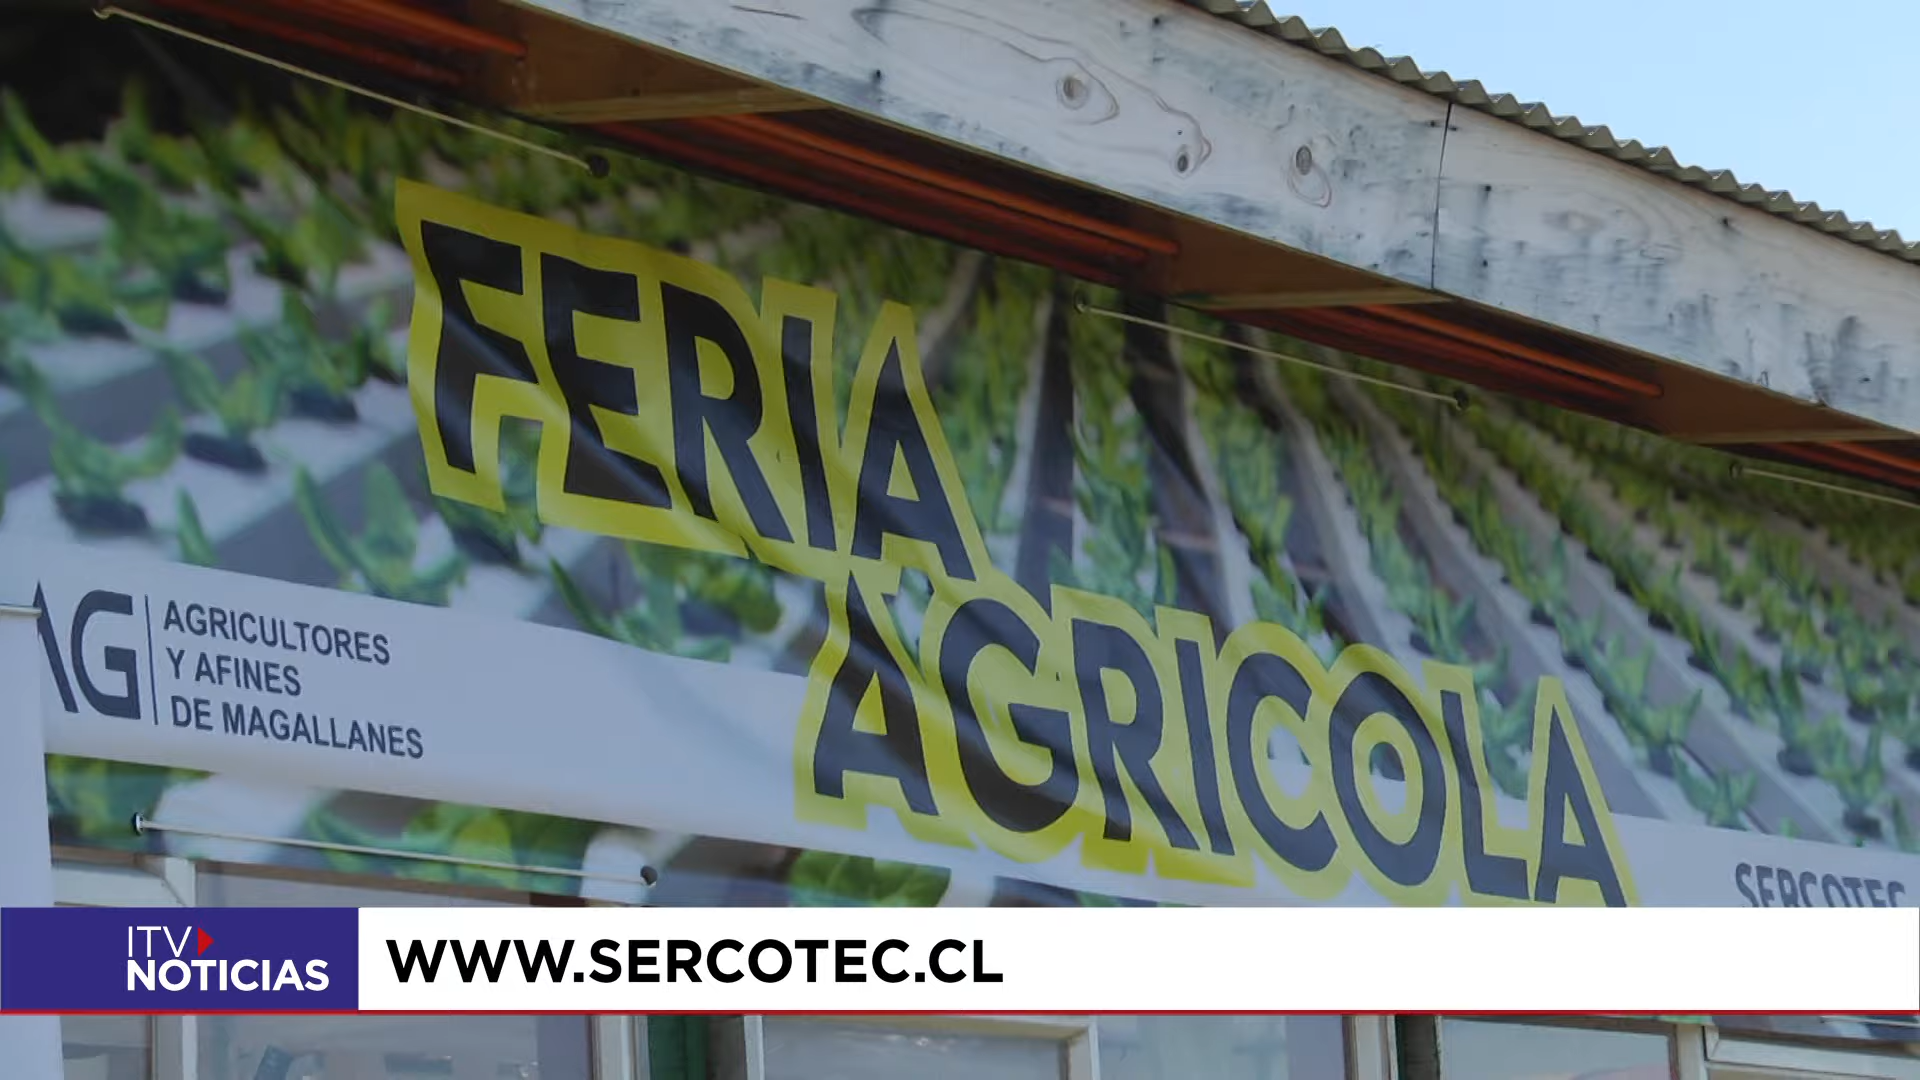 FERIA
AGRICOLA
AG
AGRICULTORES
Y AFINES
DE MAGALLANES
SERCOTEC
ITV
NOTICIAS
WWW.SERCOTEC.CL